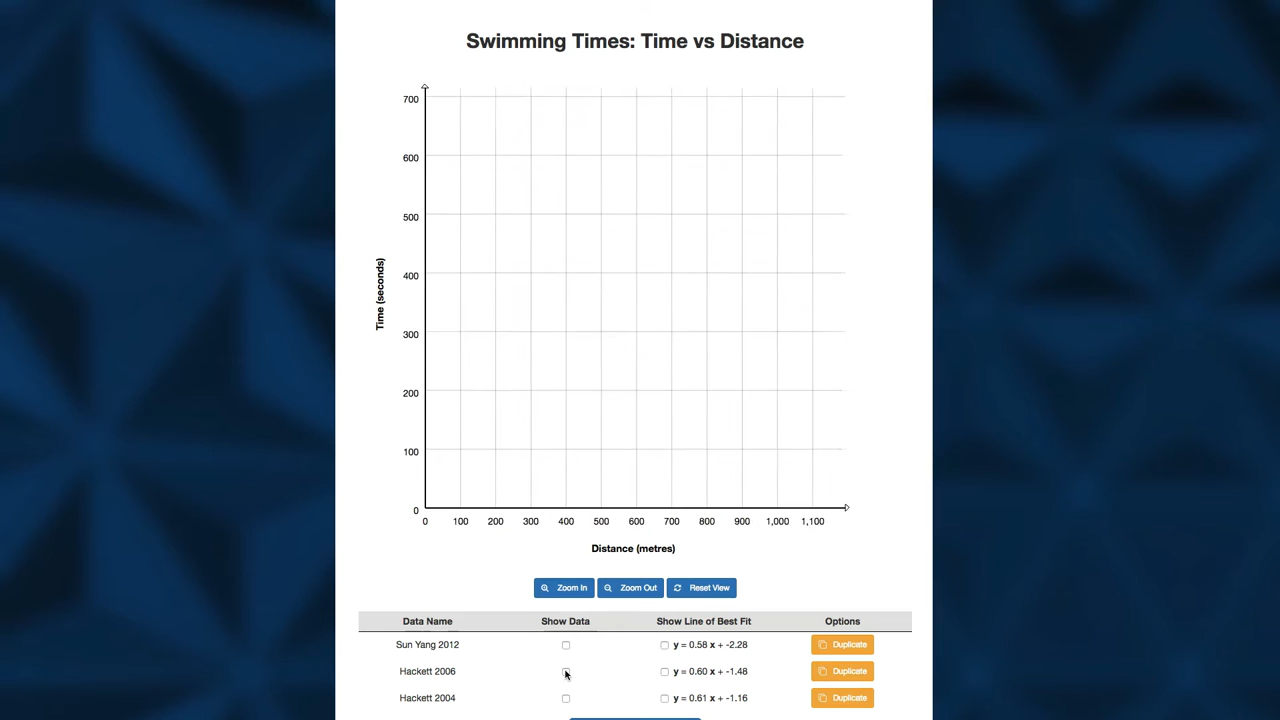 Swimming Times: Time vs Distance
700
600
500
400
300
200
100
0
Time (seconds)
0 100 200 300 400 500 600 700 800 900 1,000 1,100
Distance (metres)
Zoom In Zoom Out Reset View
Data Name Show Data Show Line of Best Fit Options
Sun Yang 2012 y = 0.58 x + -2.28 Duplicate
Hackett 2006 y = 0.60 x + -1.48 Duplicate
Hackett 2004 y = 0.61 x + -1.16 Duplicate